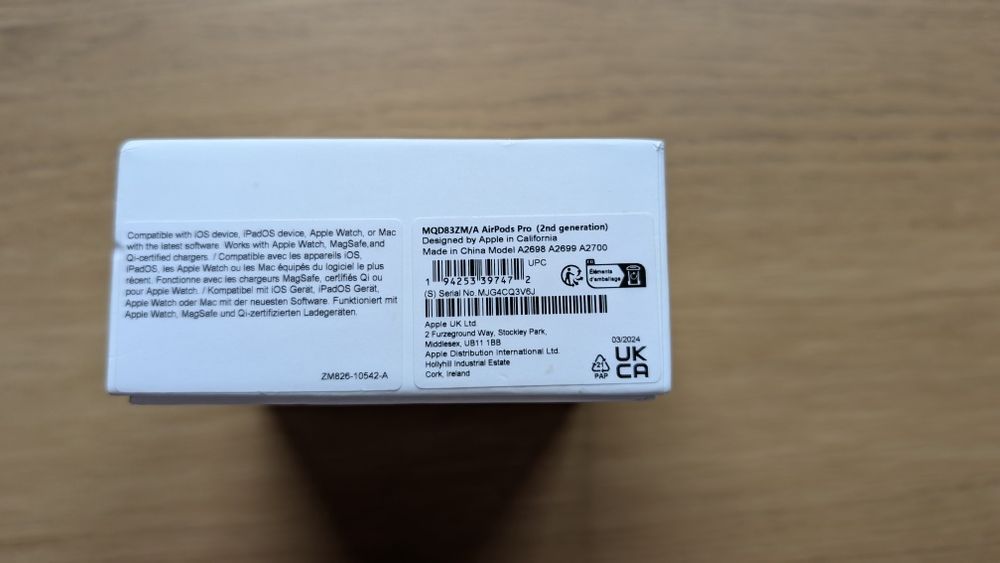 Compatible with iOS device, iPadOS device, Apple Watch, or Mac
with the latest software. Works with Apple Watch, MagSafe,and
Qi-certified chargers. / Compatible avec les appareils iOS,
iPadOS, les Apple Watch ou les Mac équipés du logiciel le plus
récent. Fonctionne avec les chargeurs MagSafe, certifiés Qi ou
pour Apple Watch. / Kompatibel mit iOS Gerät, iPadOS Gerät,
Apple Watch oder Mac mit der neuesten Software. Funktioniert mit
Apple Watch, MagSafe und Qi-zertifizierten Ladegeräten.
ZM826-10542-A
MQD83ZM/A AirPods Pro (2nd generation)
Designed by Apple in California
Made in China Model A2698 A2699 A2700
UPC
1 94253 39747 2
FR
Éléments
d'emballage
(S) Serial No. MJG4CQ3V6J
Apple UK Ltd.
2 Furzeground Way, Stockley Park,
Middlesex, UB11 1BB
Apple Distribution International Ltd.
Hollyhill Industrial Estate
Cork, Ireland
21
PAP
03/2024
UK
CA